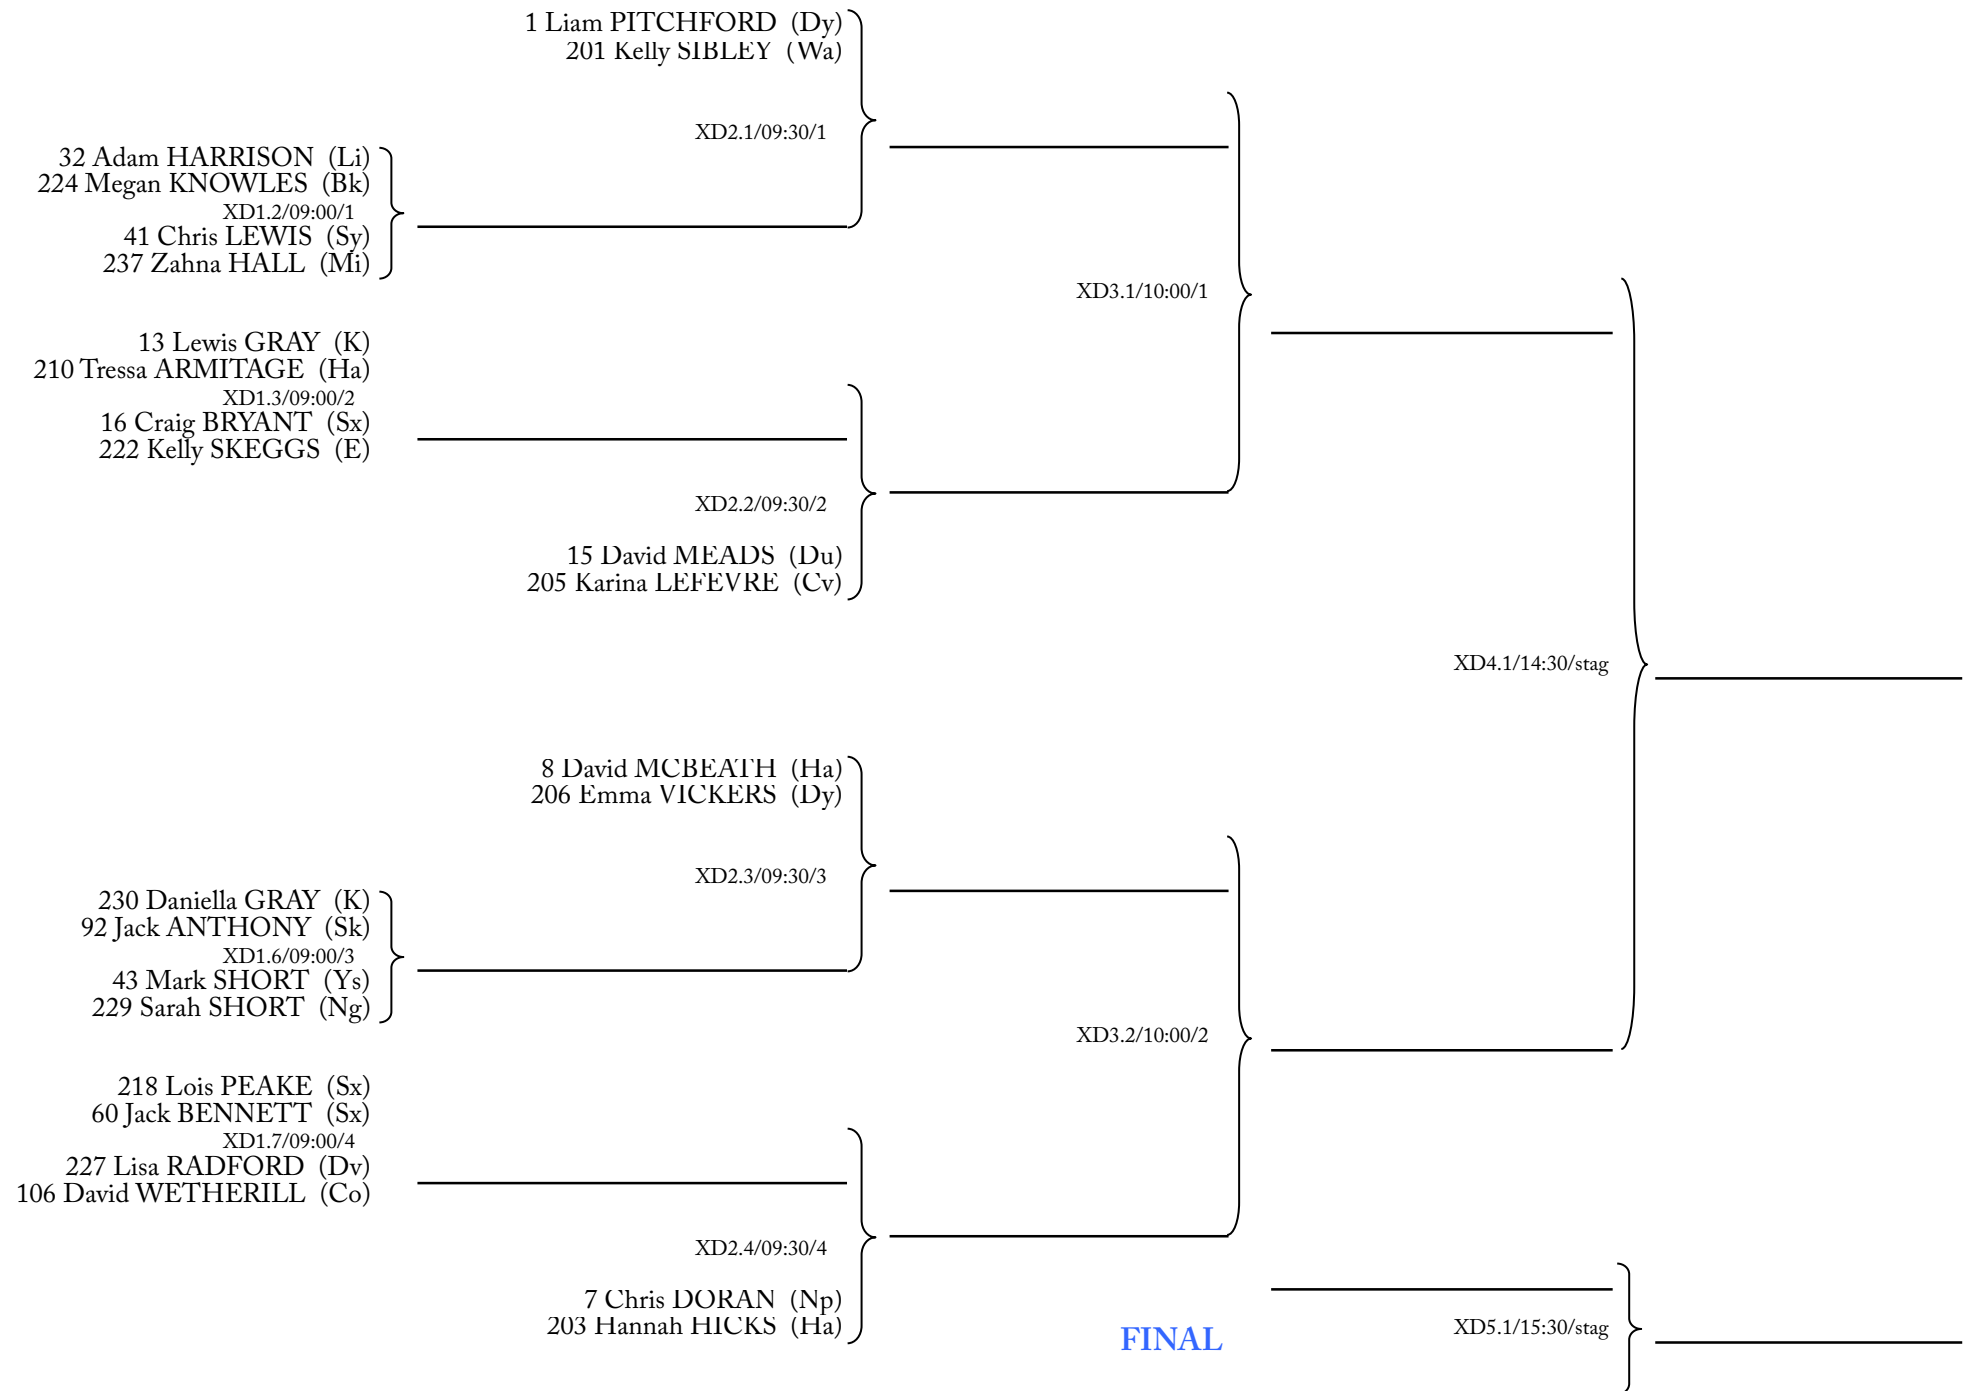 1 Liam PITCHFORD (Dy)
201 Kelly SIBLEY (Wa)
XD2.1/09:30/1
32 Adam HARRISON (Li)
224 Megan KNOWLES (Bk)
XD1.2/09:00/1
41 Chris LEWIS (Sy)
237 Zahna HALL (Mi)
XD3.1/10:00/1
13 Lewis GRAY (K)
210 Tressa ARMITAGE (Ha)
XD1.3/09:00/2
16 Craig BRYANT (Sx)
222 Kelly SKEGGS (E)
XD2.2/09:30/2
15 David MEADS (Du)
205 Karina LEFEVRE (Cv)
XD4.1/14:30/stag
8 David MCBEATH (Ha)
206 Emma VICKERS (Dy)
XD2.3/09:30/3
230 Daniella GRAY (K)
92 Jack ANTHONY (Sk)
XD1.6/09:00/3
43 Mark SHORT (Ys)
229 Sarah SHORT (Ng)
XD3.2/10:00/2
218 Lois PEAKE (Sx)
60 Jack BENNETT (Sx)
XD1.7/09:00/4
227 Lisa RADFORD (Dv)
106 David WETHERILL (Co)
XD2.4/09:30/4
7 Chris DORAN (Np)
203 Hannah HICKS (Ha)
FINAL
XD5.1/15:30/stag